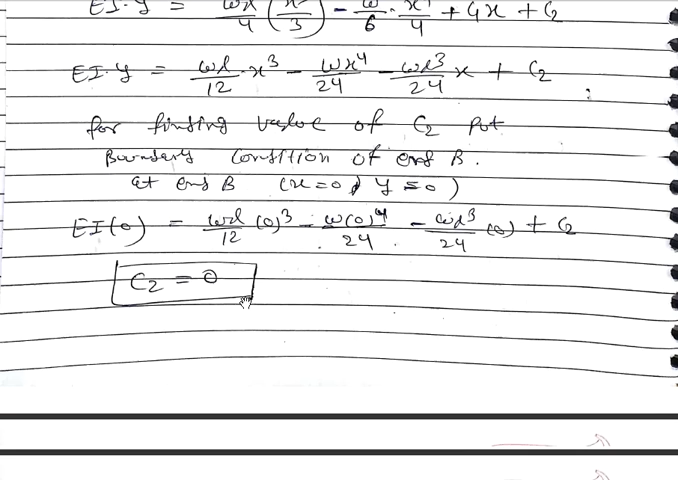 EI.y = wl/4 (x³/3) - w/6 . x⁴/4 + C₁x + C₂
EI.y = wl/12 . x³ - wx⁴/24 - wl³/24 x + C₂
for finding value of C₂ put
Boundary condition of end B.
at end B (x=0, y=0)
EI(0) = wl/12 (0)³ - w(0)⁴/24 - wl³/24 (0) + C₂
C₂ = 0